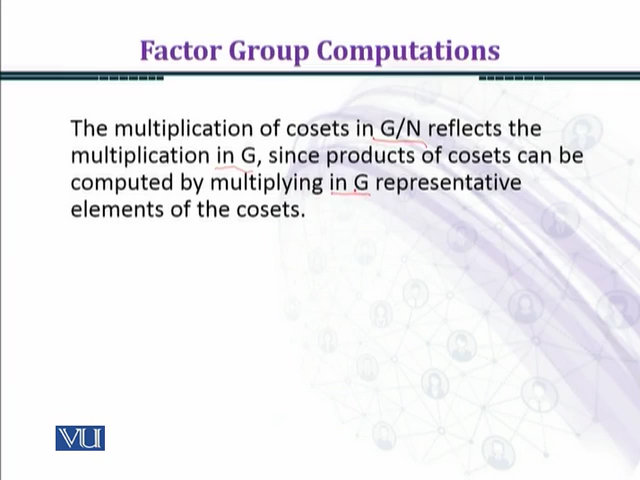 Factor Group Computations
The multiplication of cosets in G/N reflects the
multiplication in G, since products of cosets can be
computed by multiplying in G representative
elements of the cosets.
VU